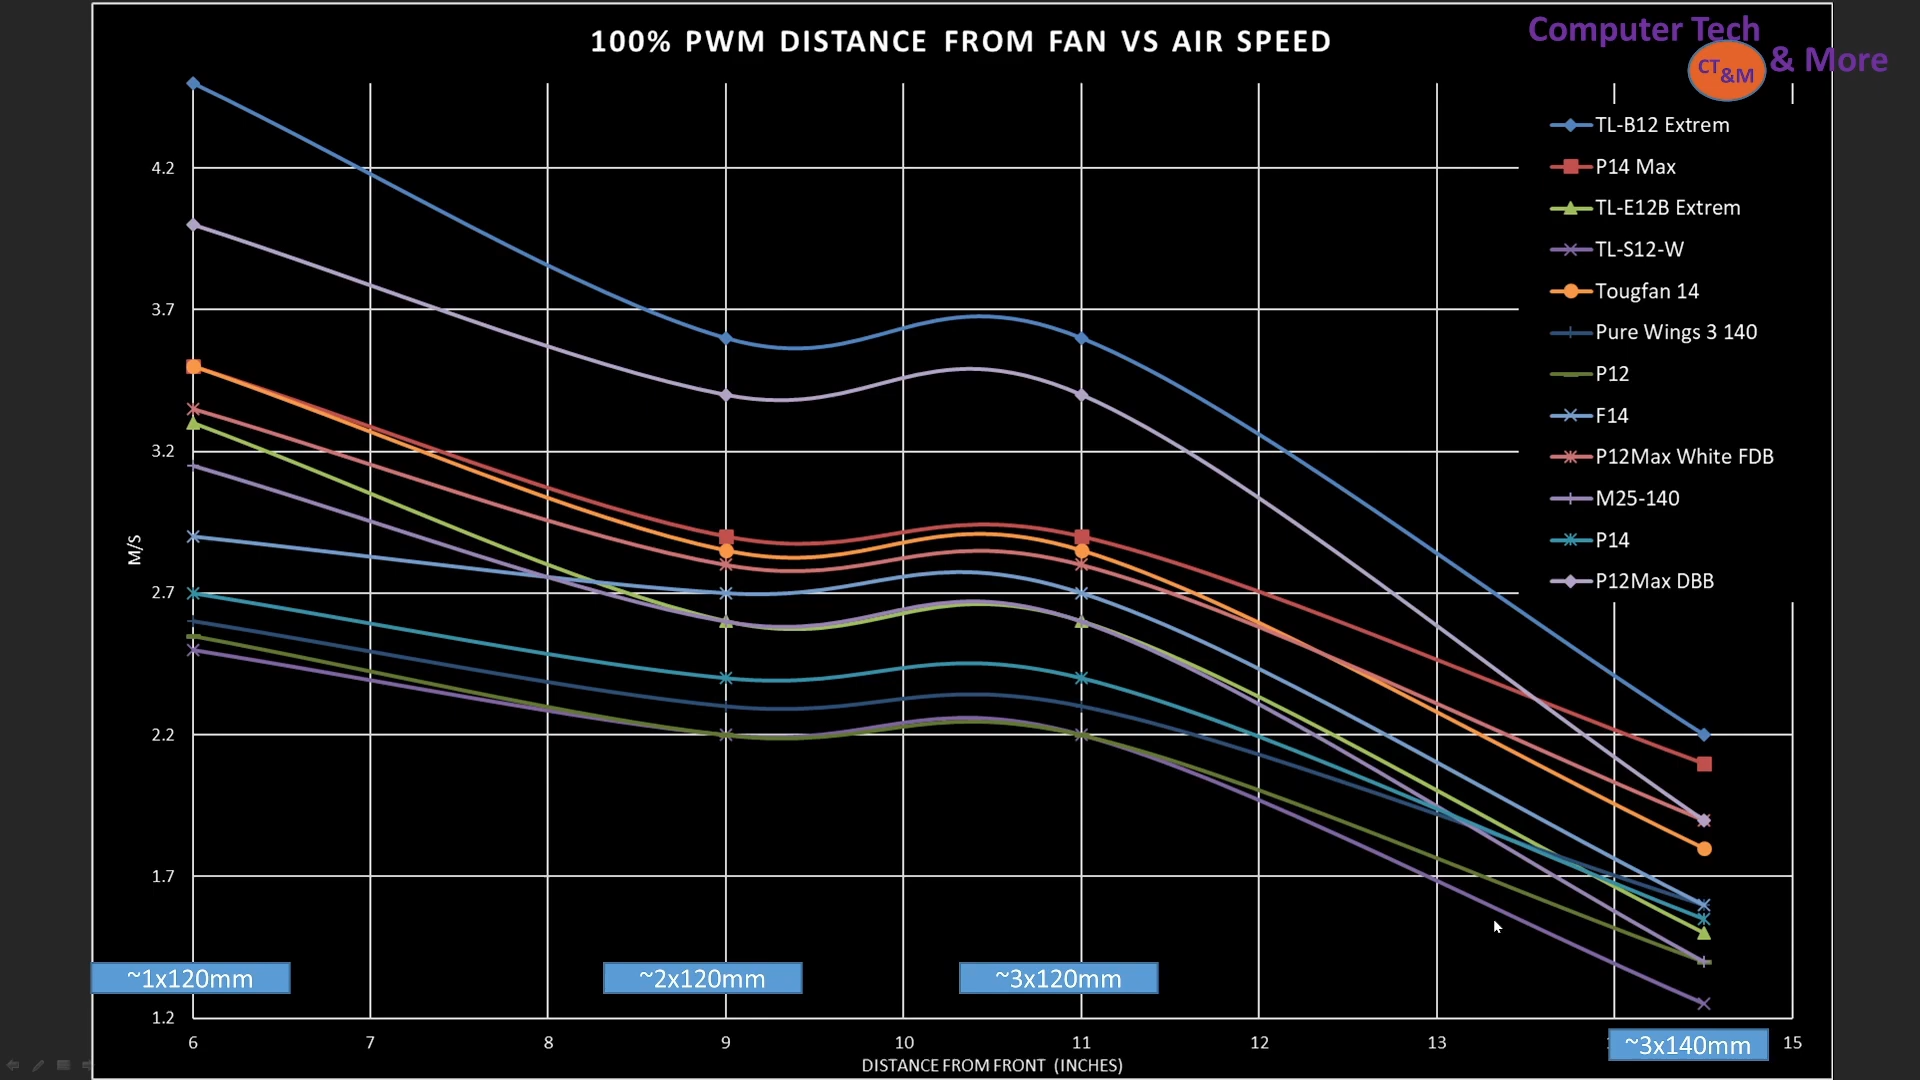 100% PWM DISTANCE FROM FAN VS AIR SPEED
Computer Tech
& More
CT
&M
TL-B12 Extrem
P14 Max
TL-E12B Extrem
TL-S12-W
Tougfan 14
Pure Wings 3 140
P12
F14
P12Max White FDB
M25-140
P14
P12Max DBB
4.2
3.7
3.2
2.7
2.2
1.7
1.2
M/S
~1x120mm
~2x120mm
~3x120mm
6 7 8 9 10 11 12 13 15
~3x140mm
DISTANCE FROM FRONT (INCHES)